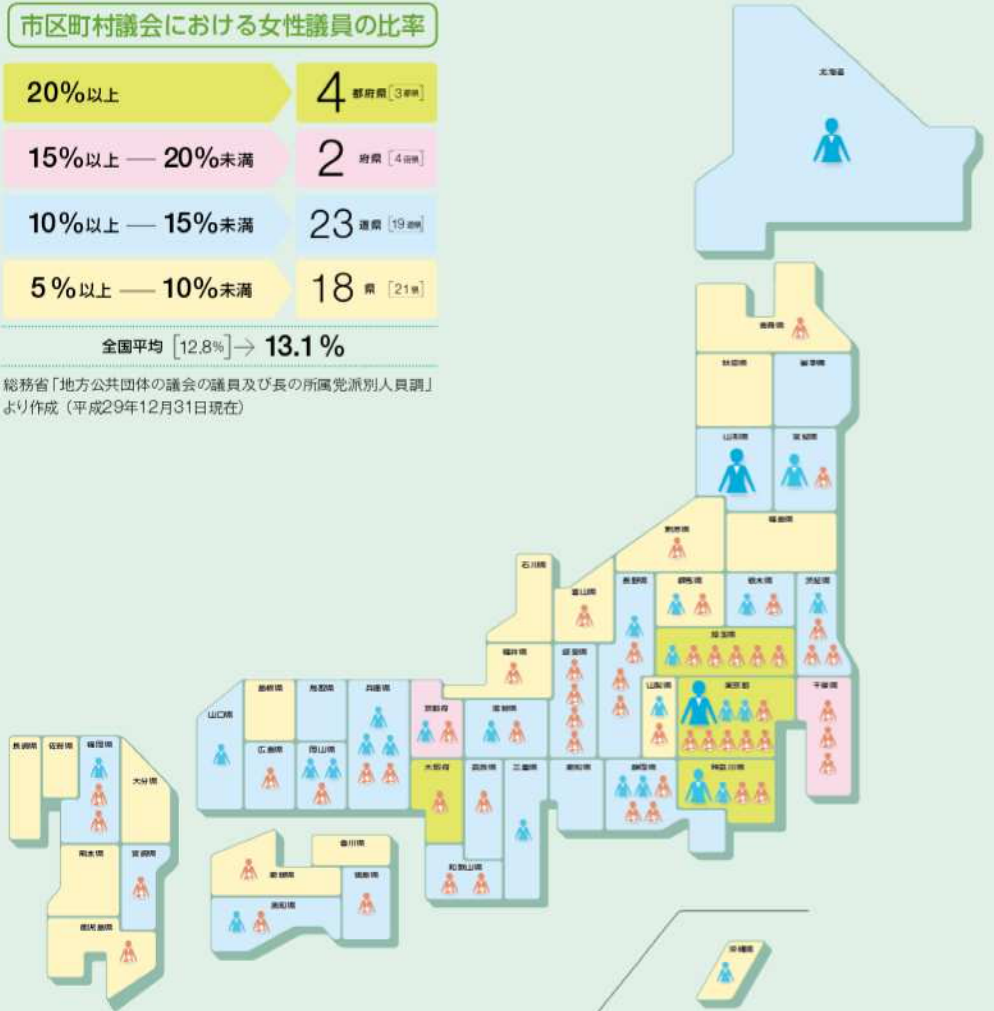 市区町村議会における女性議員の比率
20%以上 4 都府県[3都県]
15%以上 — 20%未満 2 府県 [4府県]
10%以上 — 15%未満 23 道県 [19道県]
5%以上 — 10%未満 18 県 [21県]
全国平均 [12.8%]→ 13.1%
総務省「地方公共団体の議会の議員及び長の所属党派別人員調」
より作成（平成29年12月31日現在）
北海道
青森県
秋田県 岩手県
山形県 宮城県
福島県
新潟県
石川県
富山県
長野県 群馬県 栃木県 茨城県
埼玉県
福井県 岐阜県
山梨県 東京都 千葉県
島根県 鳥取県 兵庫県
京都府 滋賀県
山口県
長崎県 佐賀県 福岡県
広島県 岡山県
大阪府 奈良県 三重県 愛知県 静岡県 神奈川県
大分県
香川県
熊本県 宮崎県
愛媛県 徳島県
和歌山県
高知県
鹿児島県
沖縄県